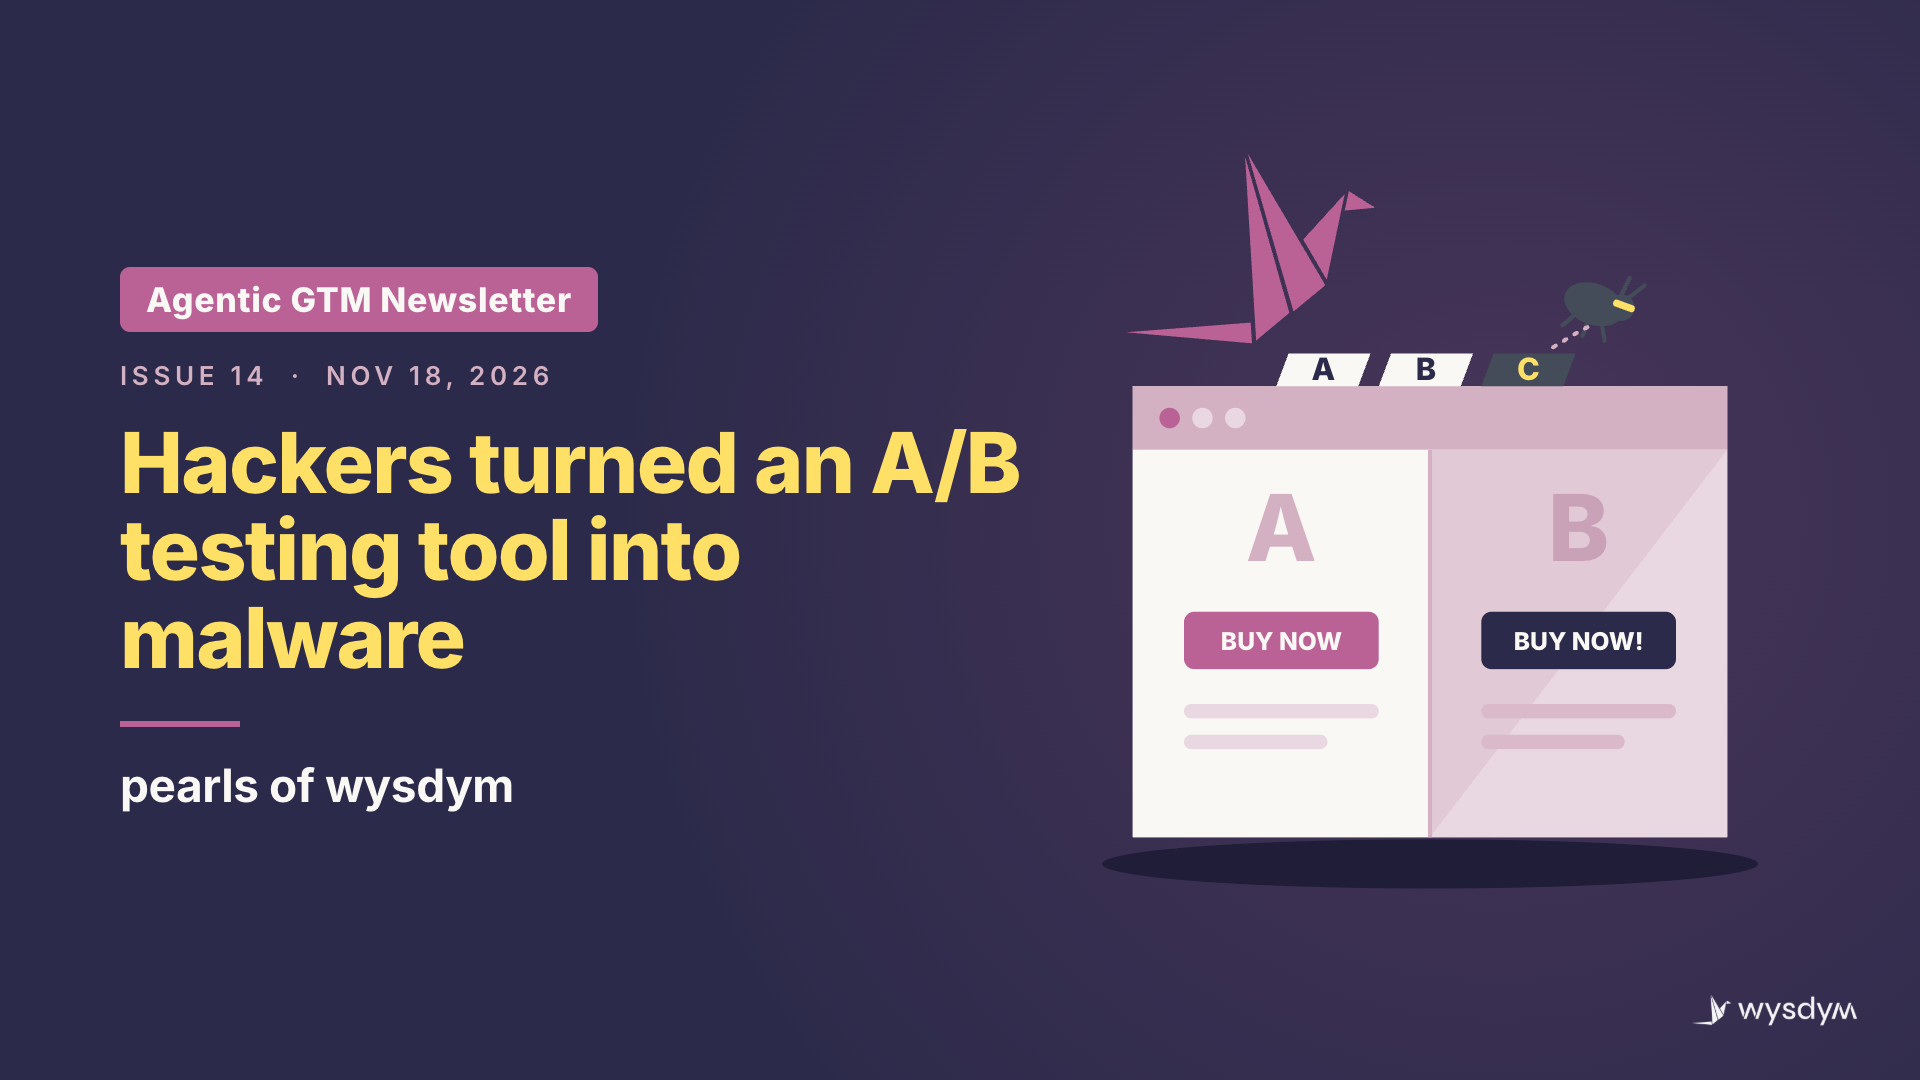 Agentic GTM Newsletter
ISSUE 14 · NOV 18, 2026
Hackers turned an A/B
testing tool into
malware
pearls of wysdym
A B C
A B
BUY NOW BUY NOW!
wysdym